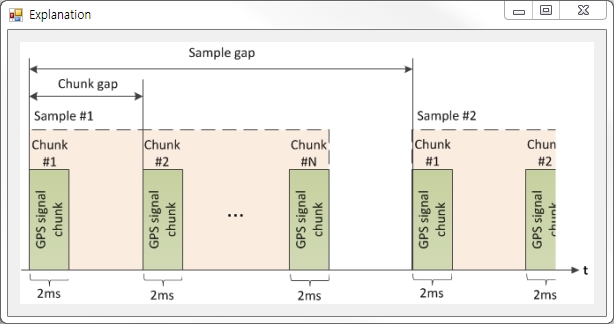 Explanation
Sample gap
Chunk gap
Sample #1
Sample #2
Chunk
#1
Chunk
#2
Chunk
#N
Chunk
#1
Chunk
#2
GPS signal
chunk
GPS signal
chunk
...
GPS signal
chunk
GPS signal
chunk
GPS signal
chunk
t
2ms
2ms
2ms
2ms
2ms